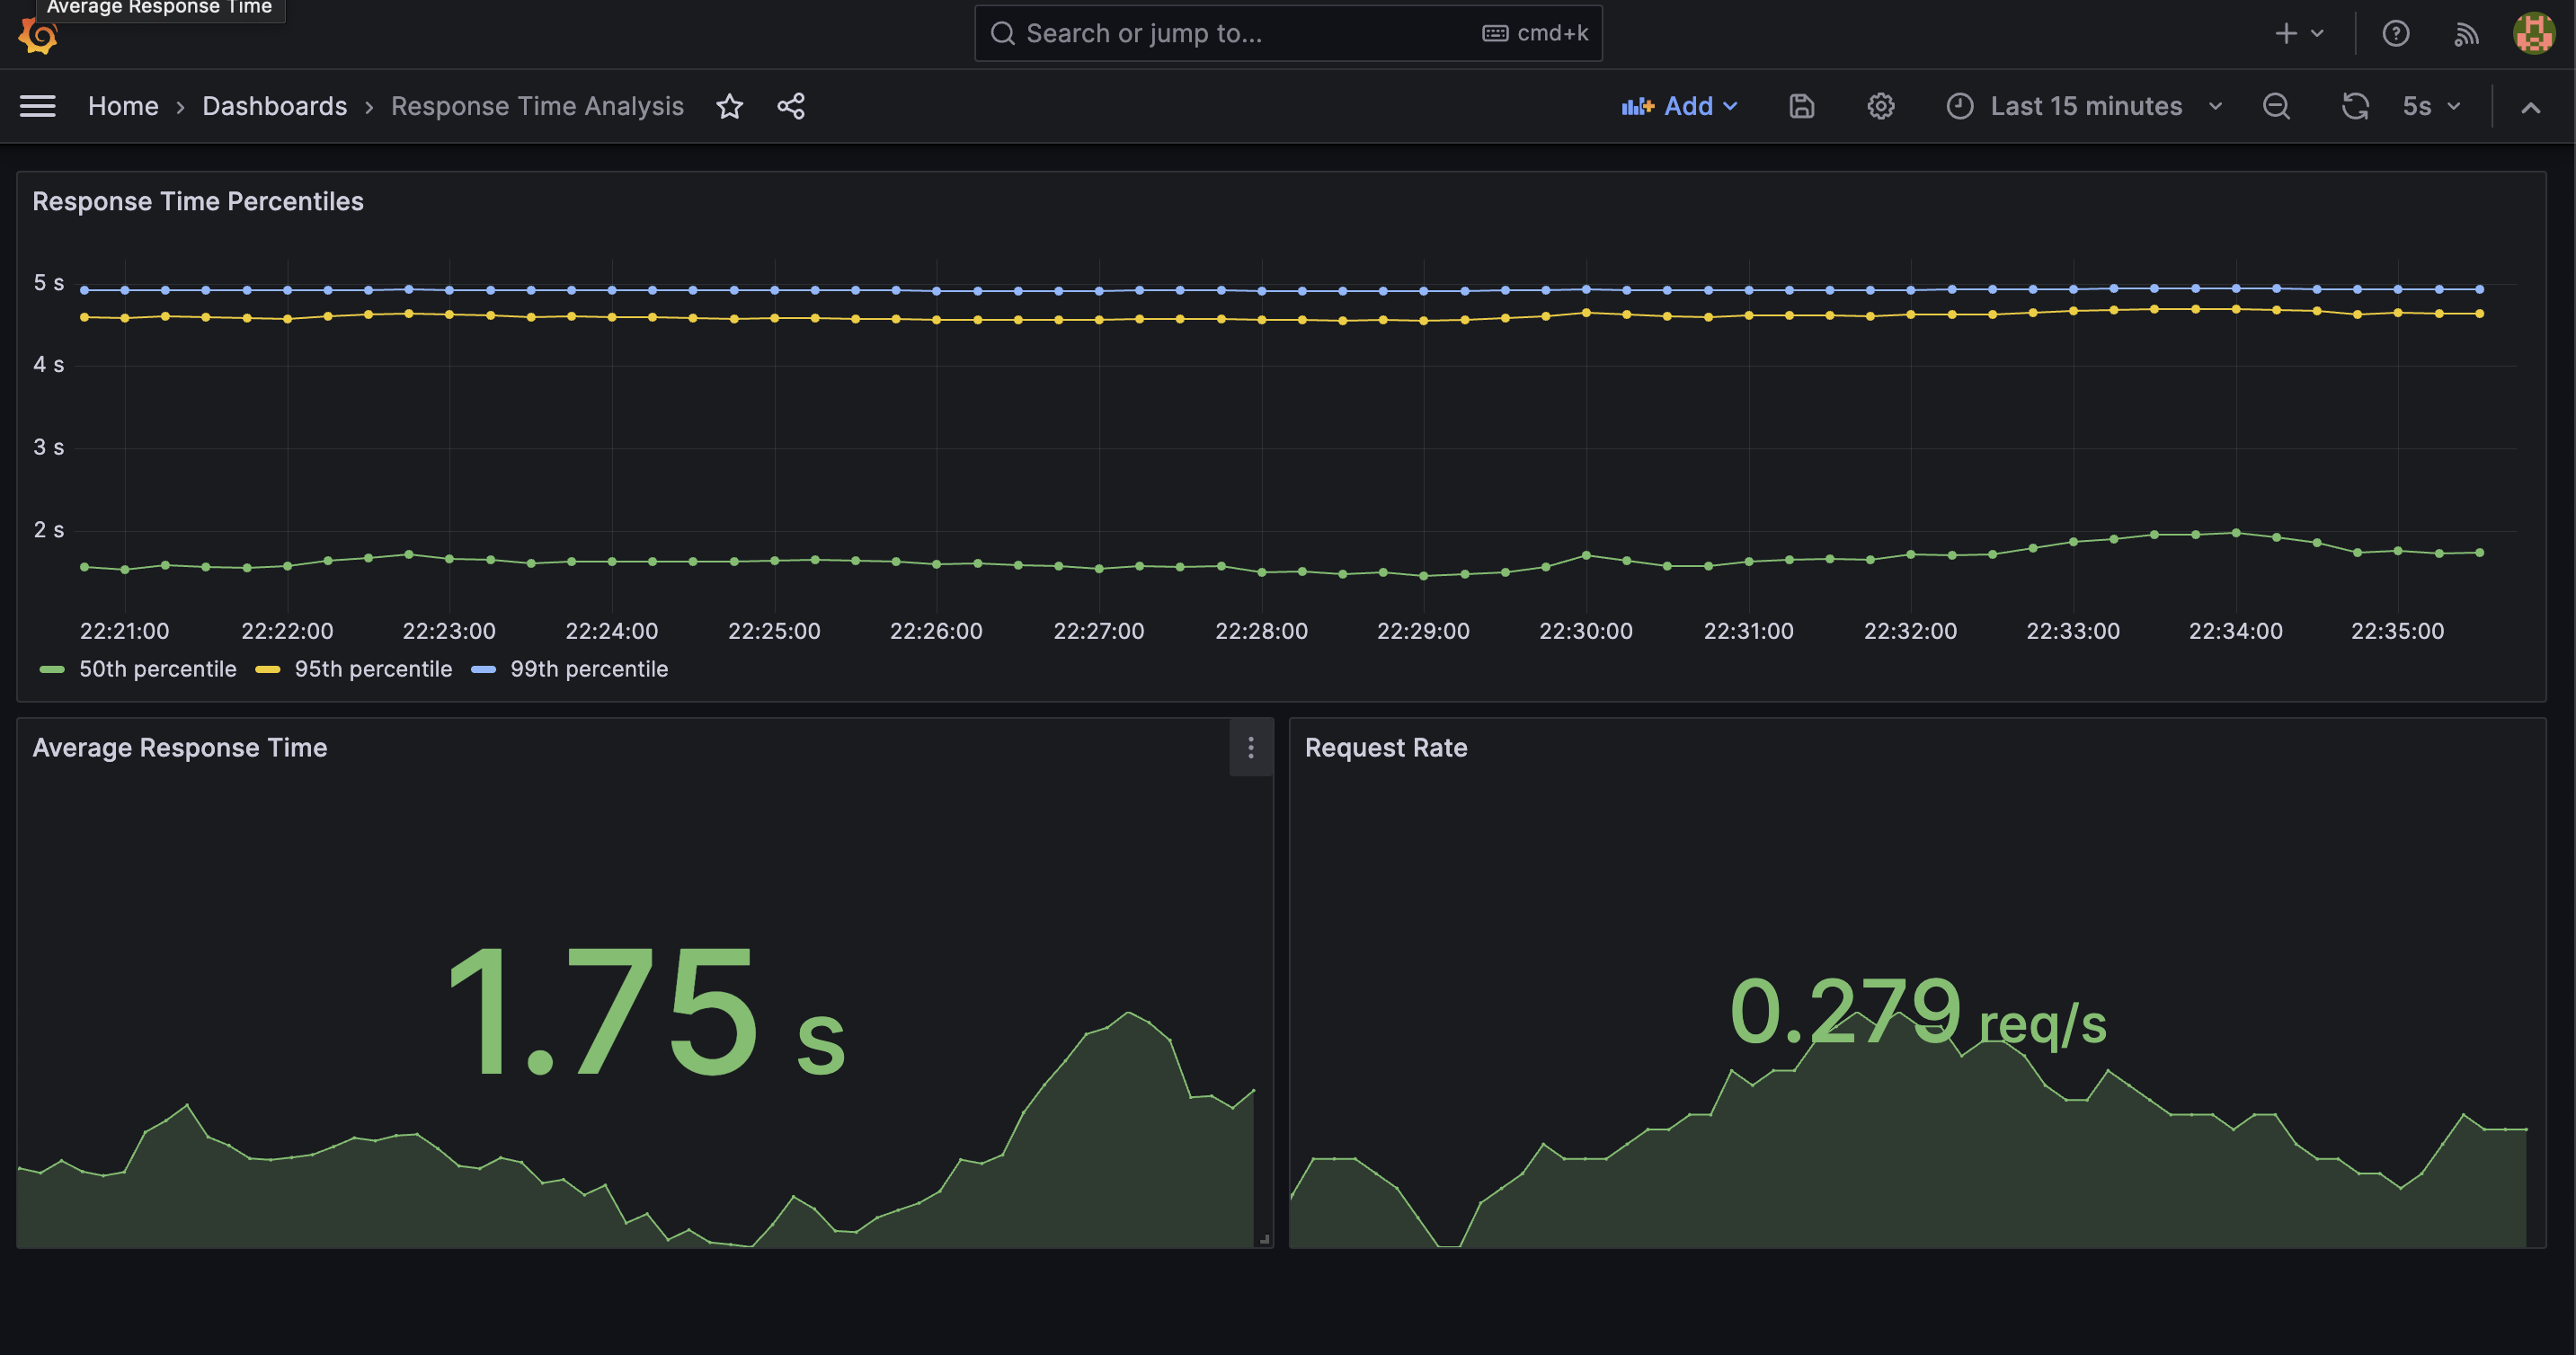 Average Response Time
Search or jump to...
cmd+k
Home
Dashboards
Response Time Analysis
Add
Last 15 minutes
5s
Response Time Percentiles
5 s
4 s
3 s
2 s
22:21:00 22:22:00 22:23:00 22:24:00 22:25:00 22:26:00 22:27:00 22:28:00 22:29:00 22:30:00 22:31:00 22:32:00 22:33:00 22:34:00 22:35:00
50th percentile 95th percentile 99th percentile
Average Response Time
1.75 s
Request Rate
0.279 req/s